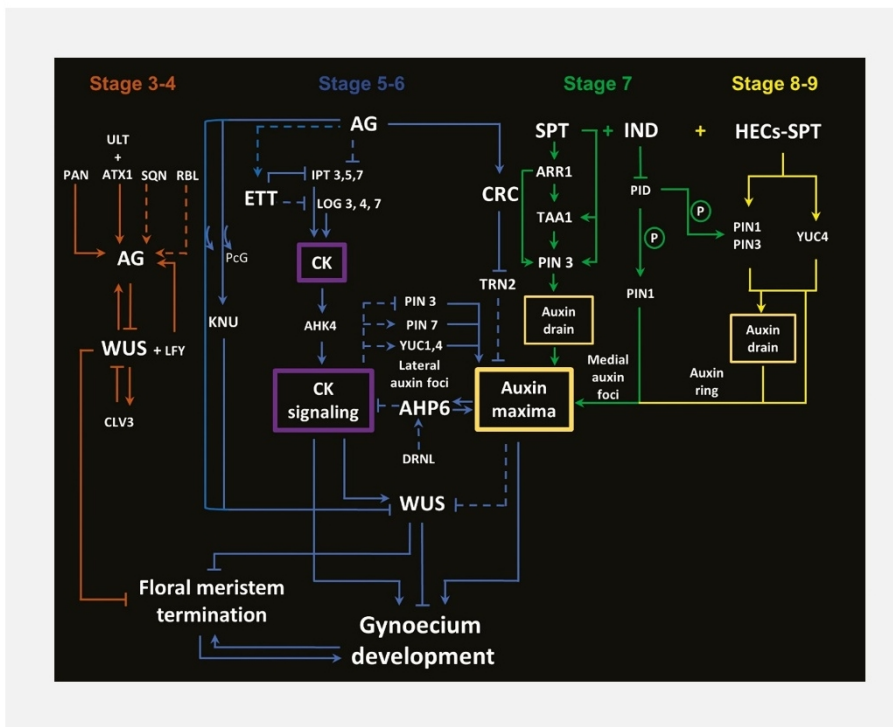 Stage 3-4
Stage 5-6
Stage 7
Stage 8-9
ULT
+
PAN ATX1 SQN RBL
AG
WUS + LFY
CLV3
AG
ETT
IPT 3,5,7
LOG 3, 4, 7
CRC
PcG
KNU
CK
AHK4
TRN2
PIN 3
PIN 7
YUC1,4
Lateral
auxin foci
CK
signaling
AHP6
DRNL
Auxin
maxima
WUS
Floral meristem
termination
Gynoecium
development
SPT + IND + HECs-SPT
ARR1
TAA1
PIN 3
Auxin
drain
PID
P
P
PIN1
Medial
auxin
foci
PIN1
PIN3
YUC4
Auxin
drain
Auxin
ring